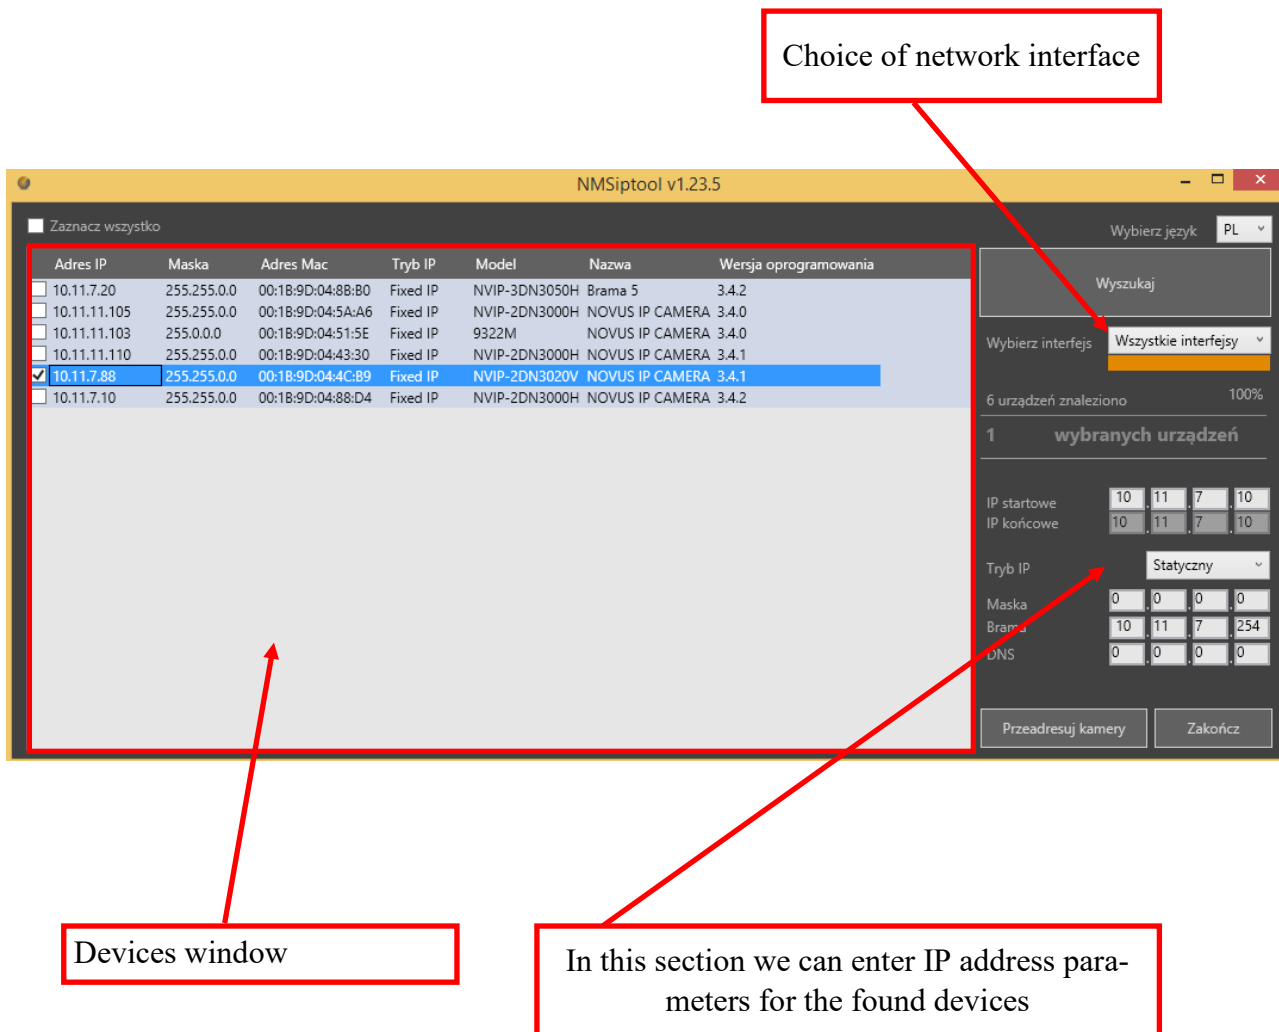 Choice of network interface
NMSiptool v1.23.5
Zaznacz wszystko
Wybierz język PL
Adres IP Maska Adres Mac Tryb IP Model Nazwa Wersja oprogramowania
10.11.7.20 255.255.0.0 00:1B:9D:04:8B:B0 Fixed IP NVIP-3DN3050H Brama 5 3.4.2
10.11.11.105 255.255.0.0 00:1B:9D:04:5A:A6 Fixed IP NVIP-2DN3000H NOVUS IP CAMERA 3.4.0
10.11.11.103 255.0.0.0 00:1B:9D:04:51:5E Fixed IP 9322M NOVUS IP CAMERA 3.4.0
10.11.11.110 255.255.0.0 00:1B:9D:04:43:30 Fixed IP NVIP-2DN3000H NOVUS IP CAMERA 3.4.1
10.11.7.88 255.255.0.0 00:1B:9D:04:4C:B9 Fixed IP NVIP-2DN3020V NOVUS IP CAMERA 3.4.1
10.11.7.10 255.255.0.0 00:1B:9D:04:88:D4 Fixed IP NVIP-2DN3000H NOVUS IP CAMERA 3.4.2
Wyszukaj
Wybierz interfejs Wszystkie interfejsy
6 urządzeń znaleziono 100%
1 wybranych urządzeń
IP startowe 10 . 11 . 7 . 10
IP końcowe 10 . 11 . 7 . 10
Tryb IP Statyczny
Maska 0 . 0 . 0 . 0
Brama 10 . 11 . 7 . 254
DNS 0 . 0 . 0 . 0
Przeadresuj kamery Zakończ
Devices window
In this section we can enter IP address para-
meters for the found devices